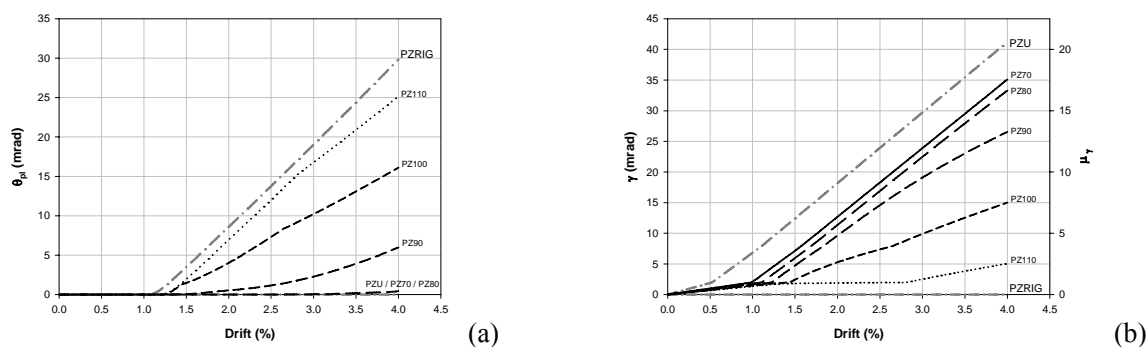 35
30
25
20
15
10
5
0
θpl (mrad)
PZRIG
PZ110
PZ100
PZ90
PZU / PZ70 / PZ80
0.0 0.5 1.0 1.5 2.0 2.5 3.0 3.5 4.0 4.5
Drift (%)
(a)
45
40
35
30
25
20
15
10
5
0
γ (mrad)
PZU
PZ70
PZ80
PZ90
PZ100
PZ110
PZRIG
20
15
10
5
0
μγ
0.0 0.5 1.0 1.5 2.0 2.5 3.0 3.5 4.0 4.5
Drift (%)
(b)